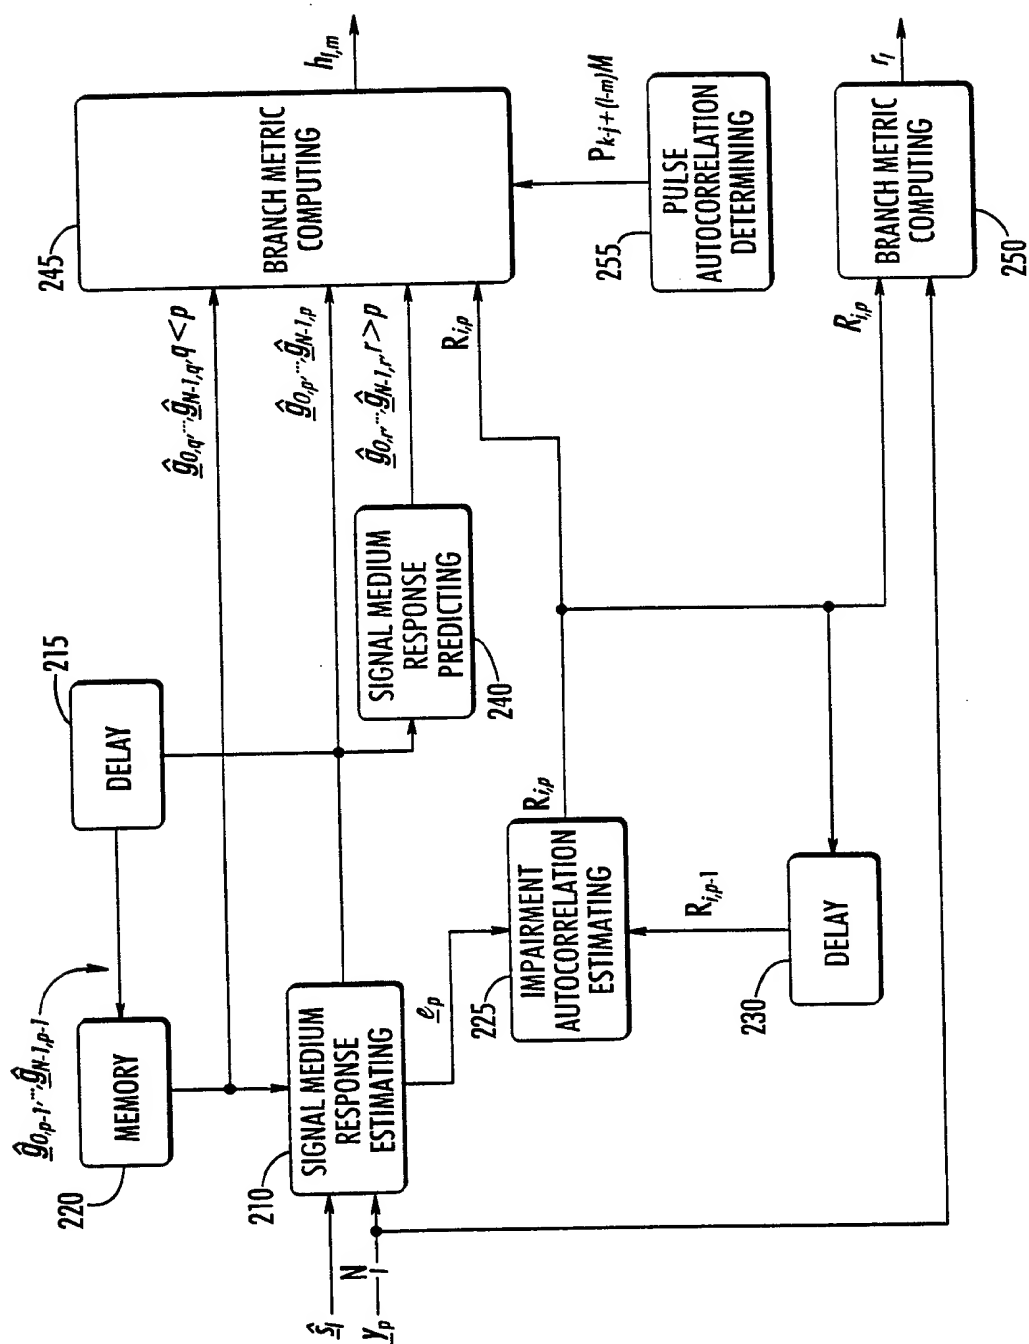 215
DELAY
ĝ0,p-1,...,ĝN-1,p-1
MEMORY
220
ĝ0,q,...,ĝN-1,q, q<p
ĝ0,p,...,ĝN-1,p
ĝ0,r,...,ĝN-1,r, r>p
Ri,p
245
BRANCH METRIC
COMPUTING
hl,m
SIGNAL MEDIUM
RESPONSE
PREDICTING
240
210
SIGNAL MEDIUM
RESPONSE
ESTIMATING
ŝl
N
yp
ep
225
IMPAIRMENT
AUTOCORRELATION
ESTIMATING
Ri,p
Ri,p-1
DELAY
230
Pk-j+(l-m)M
255
PULSE
AUTOCORRELATION
DETERMINING
Ri,p
BRANCH METRIC
COMPUTING
250
rl